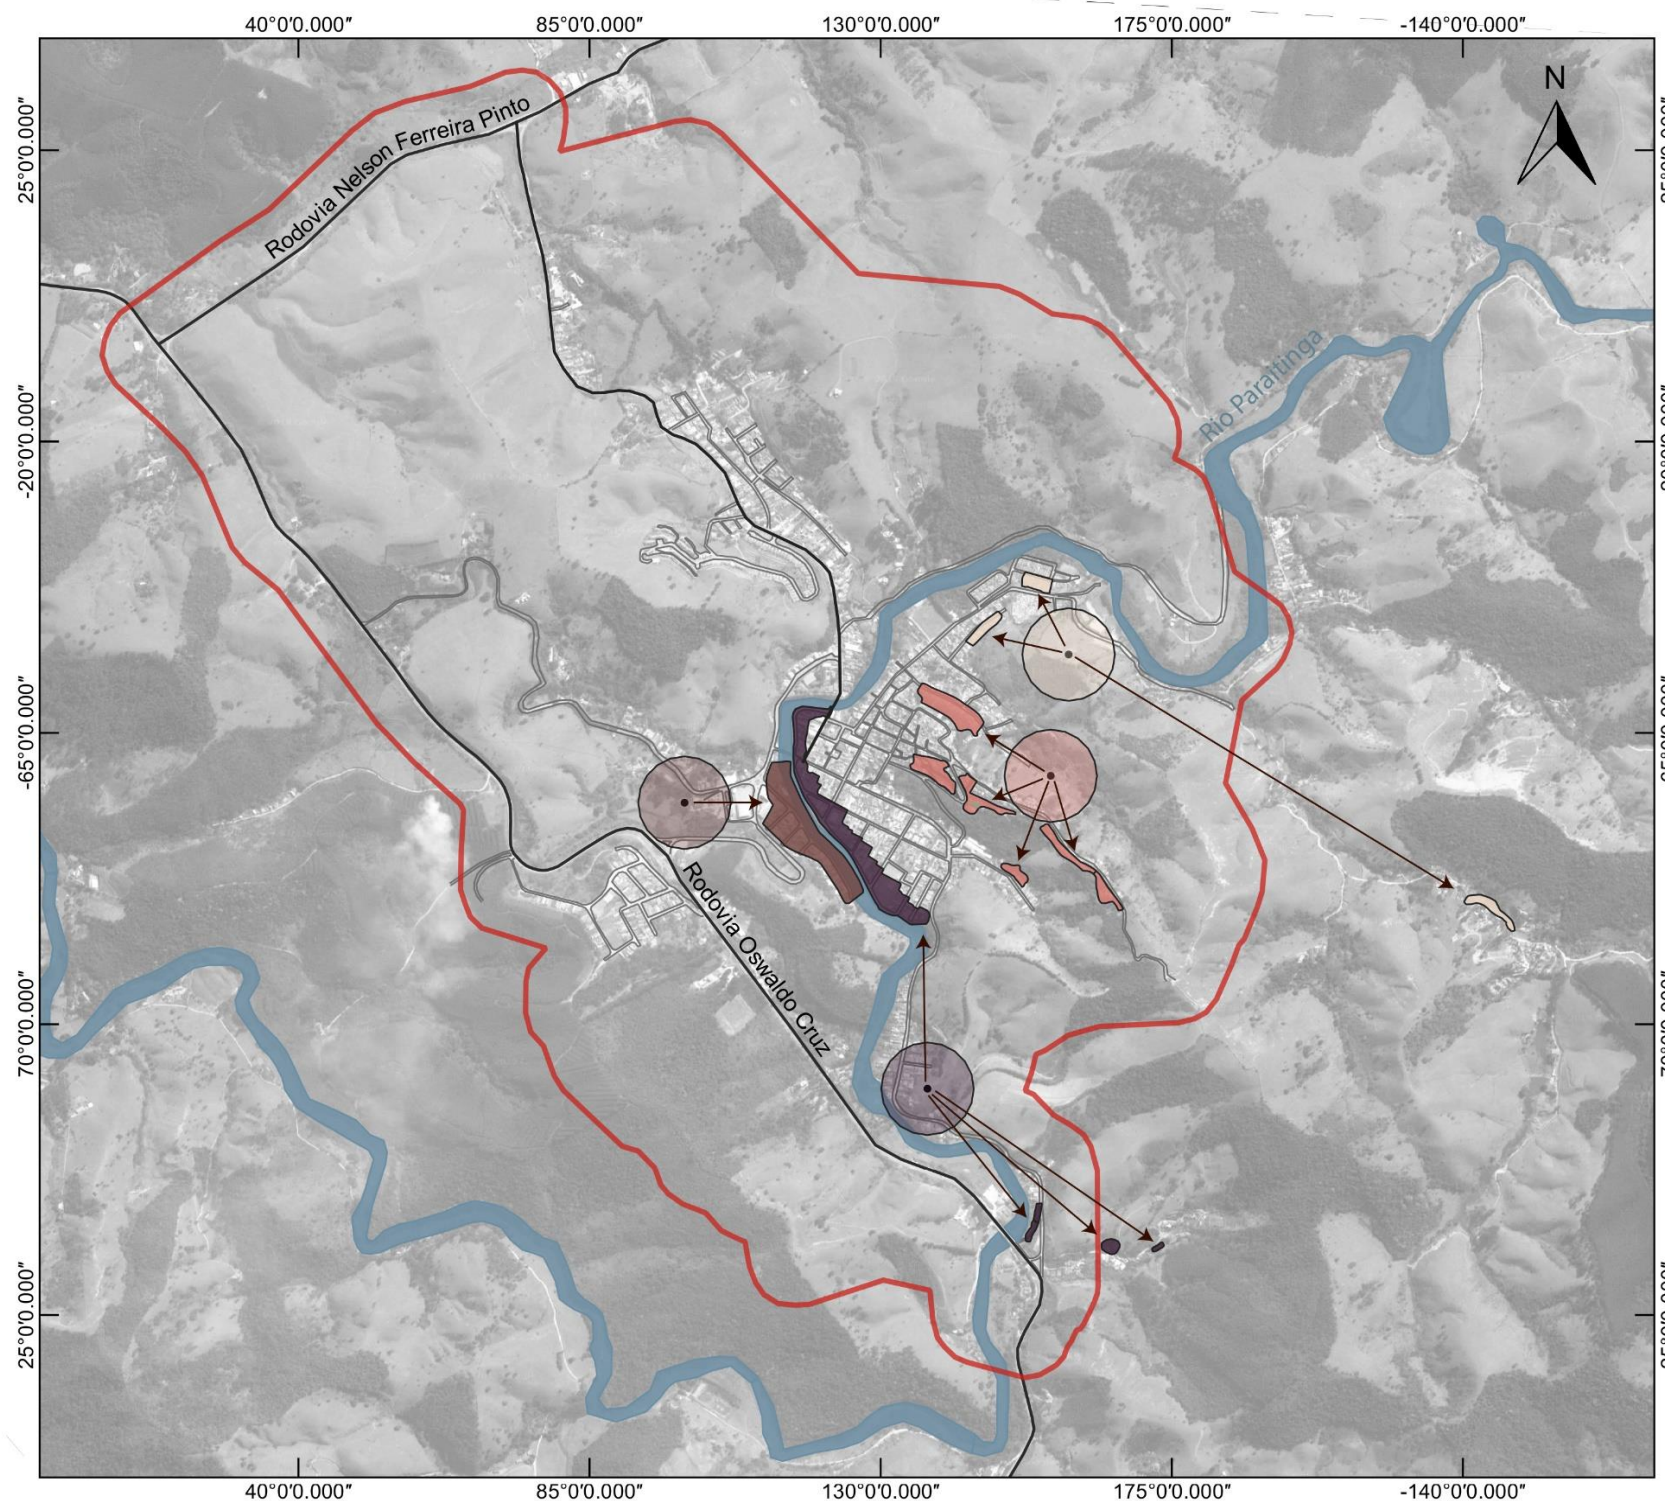 40°0′0.000″ 85°0′0.000″ 130°0′0.000″ 175°0′0.000″ -140°0′0.000″
N
25°0′0.000″
Rodovia Nelson Ferreira Pinto
Rio Paraitinga
-20°0′0.000″
-65°0′0.000″
Rodovia Oswaldo Cruz
70°0′0.000″
25°0′0.000″
40°0′0.000″ 85°0′0.000″ 130°0′0.000″ 175°0′0.000″ -140°0′0.000″